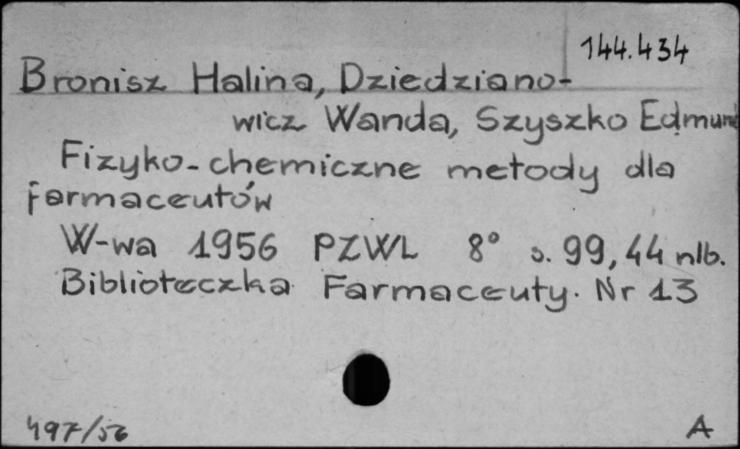 144.434
Bronisz Halina, Dziedziano-
wicz Wanda, Szyszko Edmund
Fizyko-chemiczne metody dla
farmaceutów
W-wa 1956 PZWL 8° s. 99, 44 nlb.
Biblioteczka Farmaceuty. Nr 13
497/56
A